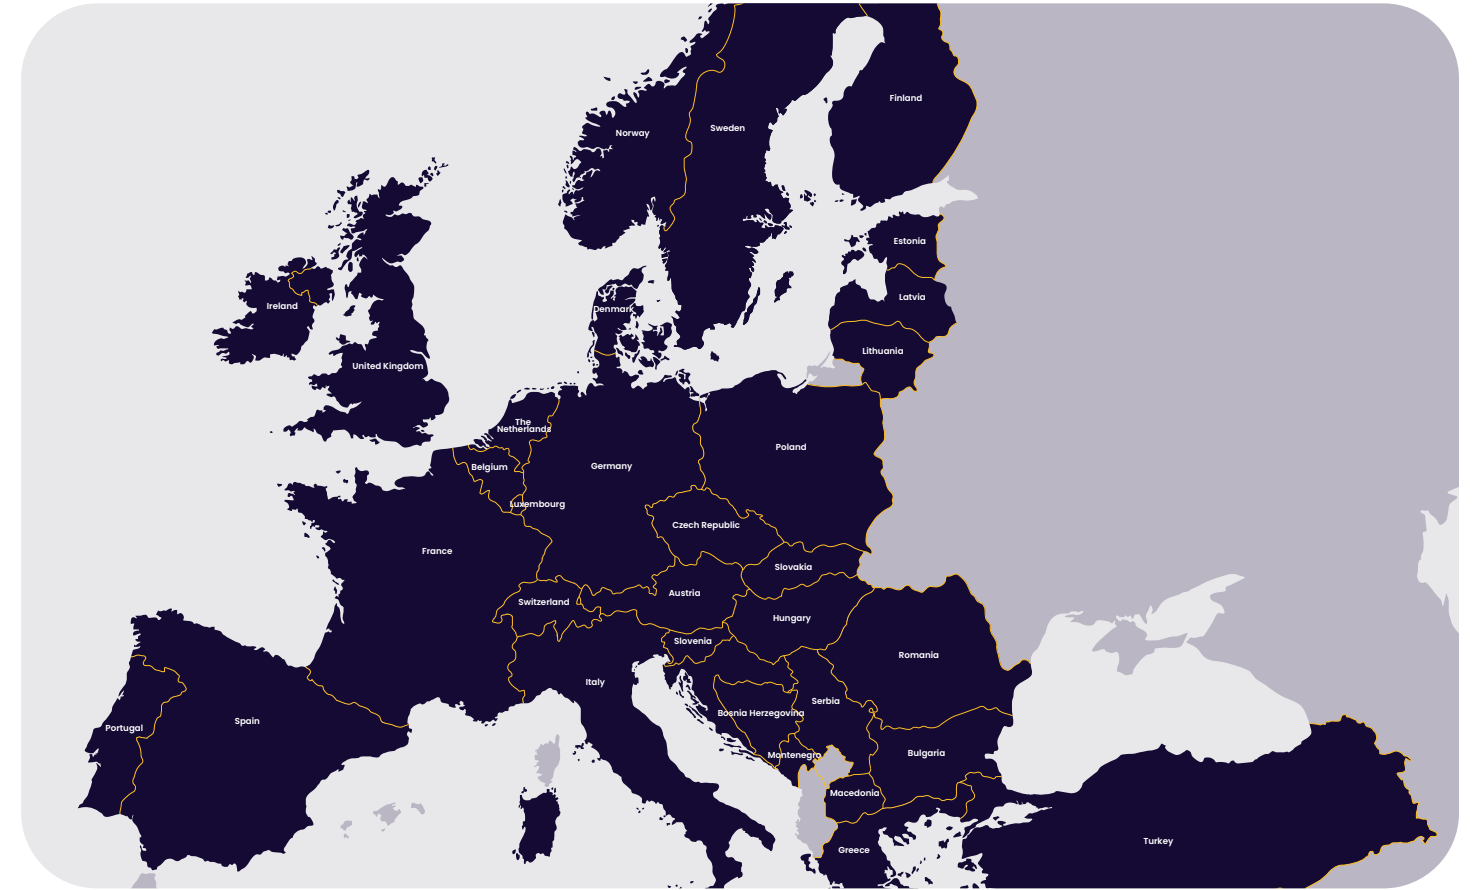 Finland
Sweden
Norway
Estonia
Latvia
Ireland
Denmark
Lithuania
United Kingdom
The
Netherlands
Poland
Germany
Belgium
Luxembourg
Czech Republic
France
Slovakia
Austria
Switzerland
Hungary
Slovenia
Romania
Italy
Serbia
Bosnia Herzegovina
Spain
Portugal
Bulgaria
Montenegro
Macedonia
Turkey
Greece